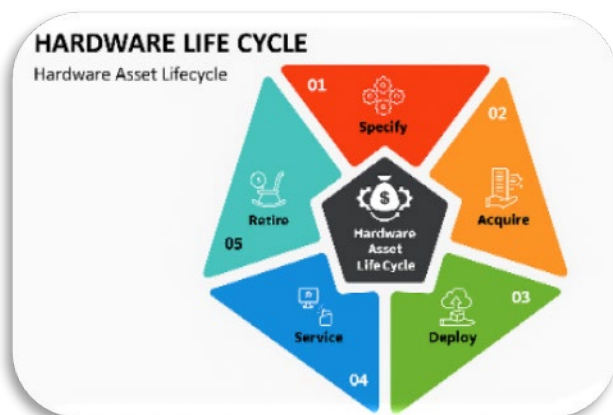 HARDWARE LIFE CYCLE
Hardware Asset Lifecycle
01
Specify
02
Acquire
03
Deploy
04
Service
05
Retire
Hardware
Asset
Life Cycle
$